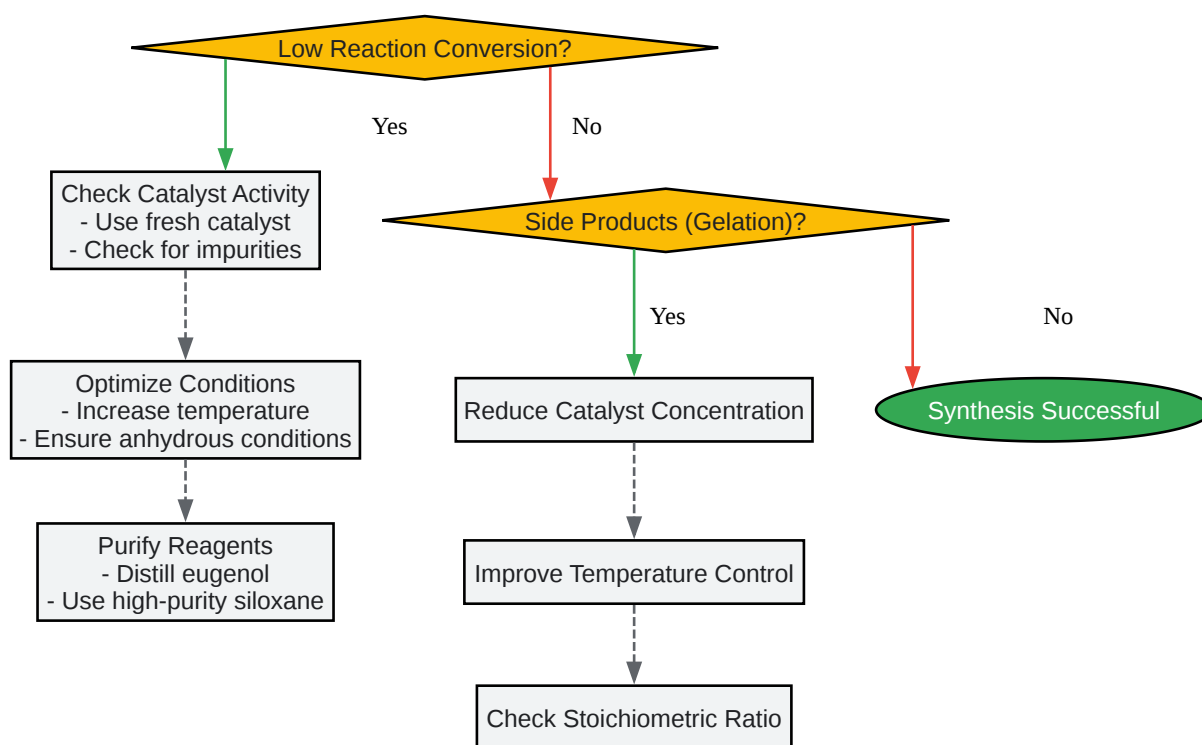 Low Reaction Conversion?
Yes
No
Check Catalyst Activity
- Use fresh catalyst
- Check for impurities
Side Products (Gelation)?
Yes
No
Optimize Conditions
- Increase temperature
- Ensure anhydrous conditions
Reduce Catalyst Concentration
Synthesis Successful
Purify Reagents
- Distill eugenol
- Use high-purity siloxane
Improve Temperature Control
Check Stoichiometric Ratio